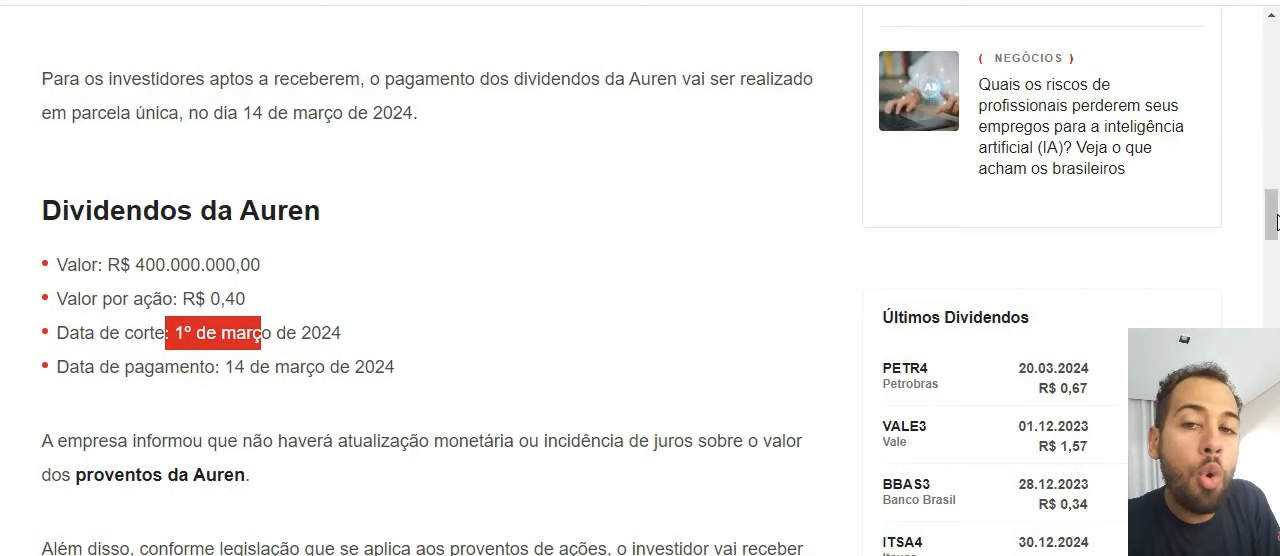 Para os investidores aptos a receberem, o pagamento dos dividendos da Auren vai ser realizado
em parcela única, no dia 14 de março de 2024.
Dividendos da Auren
• Valor: R$ 400.000.000,00
• Valor por ação: R$ 0,40
• Data de corte: 1º de março de 2024
• Data de pagamento: 14 de março de 2024
A empresa informou que não haverá atualização monetária ou incidência de juros sobre o valor
dos proventos da Auren.
Além disso, conforme legislação que se aplica aos proventos de ações, o investidor vai receber
( NEGÓCIOS )
Quais os riscos de
profissionais perderem seus
empregos para a inteligência
artificial (IA)? Veja o que
acham os brasileiros
AI
Últimos Dividendos
PETR4 20.03.2024
Petrobras R$ 0,67
VALE3 01.12.2023
Vale R$ 1,57
BBAS3 28.12.2023
Banco Brasil R$ 0,34
ITSA4 30.12.2024